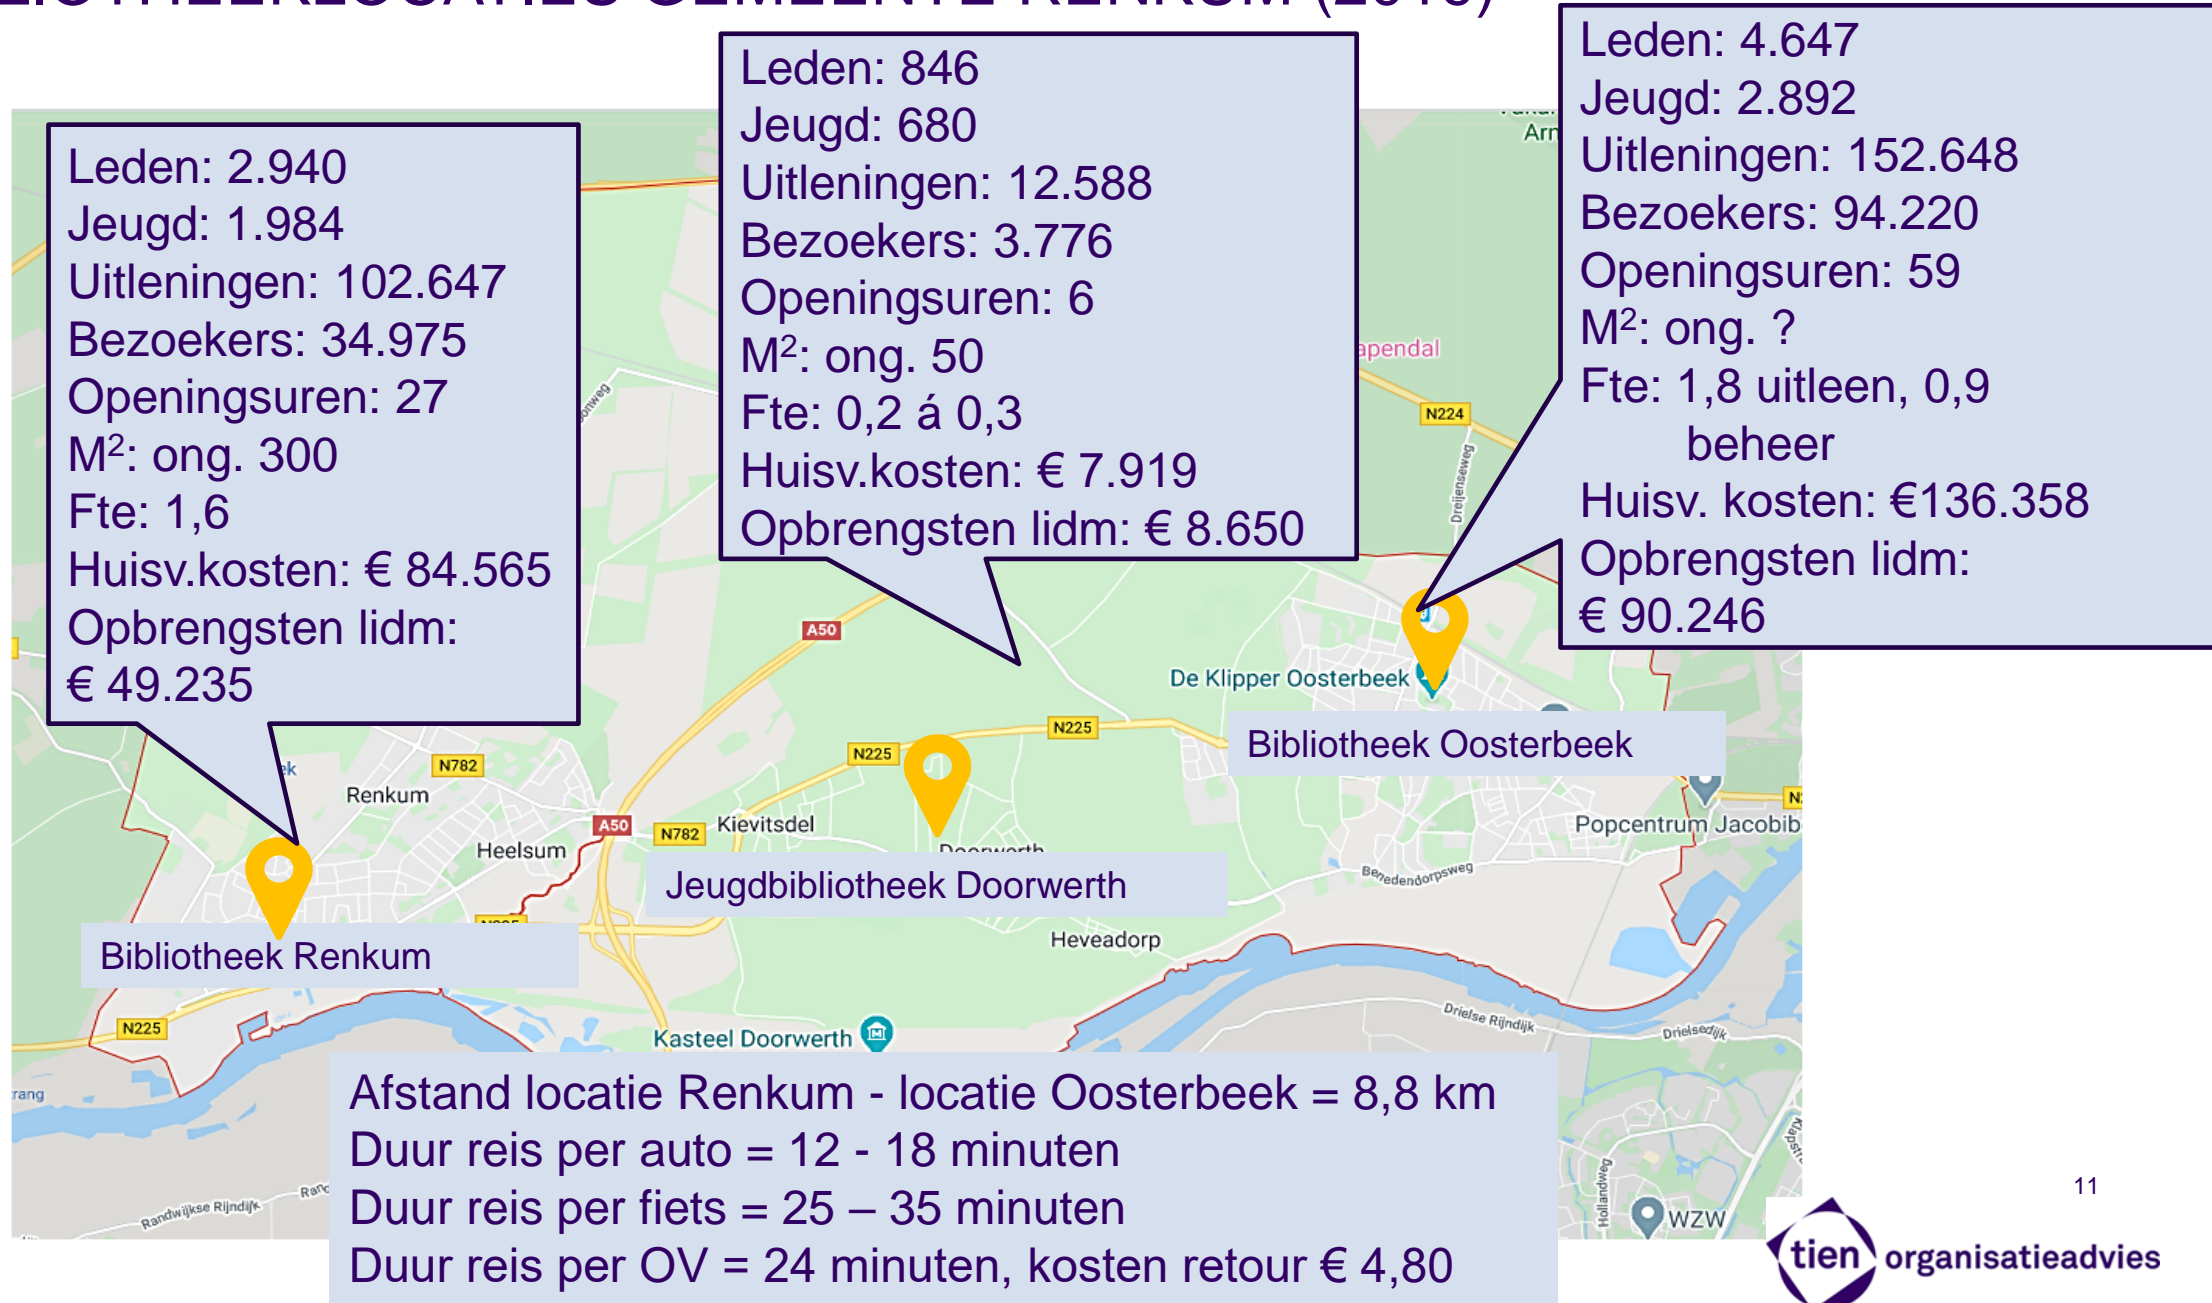 GEMEENTE RENKUM
Leden: 2.940
Jeugd: 1.984
Uitleningen: 102.647
Bezoekers: 34.975
Openingsuren: 27
M²: ong. 300
Fte: 1,6
Huisv.kosten: € 84.565
Opbrengsten lidm:
€ 49.235
Leden: 846
Jeugd: 680
Uitleningen: 12.588
Bezoekers: 3.776
Openingsuren: 6
M²: ong. 50
Fte: 0,2 á 0,3
Huisv.kosten: € 7.919
Opbrengsten lidm: € 8.650
Leden: 4.647
Jeugd: 2.892
Uitleningen: 152.648
Bezoekers: 94.220
Openingsuren: 59
M²: ong. ?
Fte: 1,8 uitleen, 0,9
beheer
Huisv. kosten: €136.358
Opbrengsten lidm:
€ 90.246
apendal
N224
Dreijenseweg
A50
De Klipper Oosterbeek
N225
N225
Bibliotheek Oosterbeek
N782
Renkum
A50
N782
Kievitsdel
Heelsum
Doorwerth
Popcentrum Jacobib
Benedendorpsweg
Jeugdbibliotheek Doorwerth
Heveadorp
Bibliotheek Renkum
N225
Kasteel Doorwerth
Drielse Rijndijk
Drielsedijk
rang
Afstand locatie Renkum - locatie Oosterbeek = 8,8 km
Duur reis per auto = 12 - 18 minuten
Duur reis per fiets = 25 – 35 minuten
Duur reis per OV = 24 minuten, kosten retour € 4,80
Randwijkse Rijndijk
Hollandweg
WZW
11
tien organisatieadvies